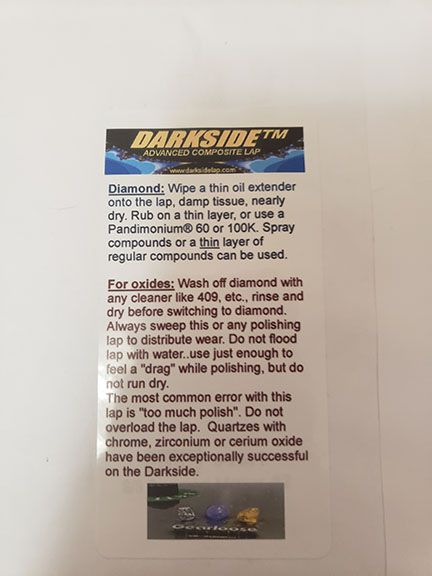 DARKSIDE™
ADVANCED COMPOSITE LAP
www.darksidelap.com
Diamond: Wipe a thin oil extender
onto the lap, damp tissue, nearly
dry. Rub on a thin layer, or use a
Pandimonium® 60 or 100K. Spray
compounds or a thin layer of
regular compounds can be used.
For oxides: Wash off diamond with
any cleaner like 409, etc., rinse and
dry before switching to diamond.
Always sweep this or any polishing
lap to distribute wear. Do not flood
lap with water..use just enough to
feel a "drag" while polishing, but do
not run dry.
The most common error with this
lap is "too much polish". Do not
overload the lap. Quartzes with
chrome, zirconium or cerium oxide
have been exceptionally successful
on the Darkside.
Gearloose